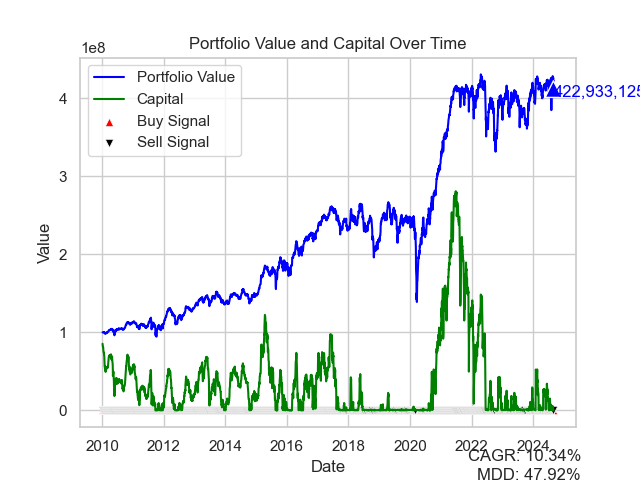 Portfolio Value and Capital Over Time
1e8
Portfolio Value
Capital
Buy Signal
Sell Signal
422,933,125
4
3
2
1
0
Value
2010 2012 2014 2016 2018 2020 2022 2024
Date
CAGR: 10.34%
MDD: 47.92%